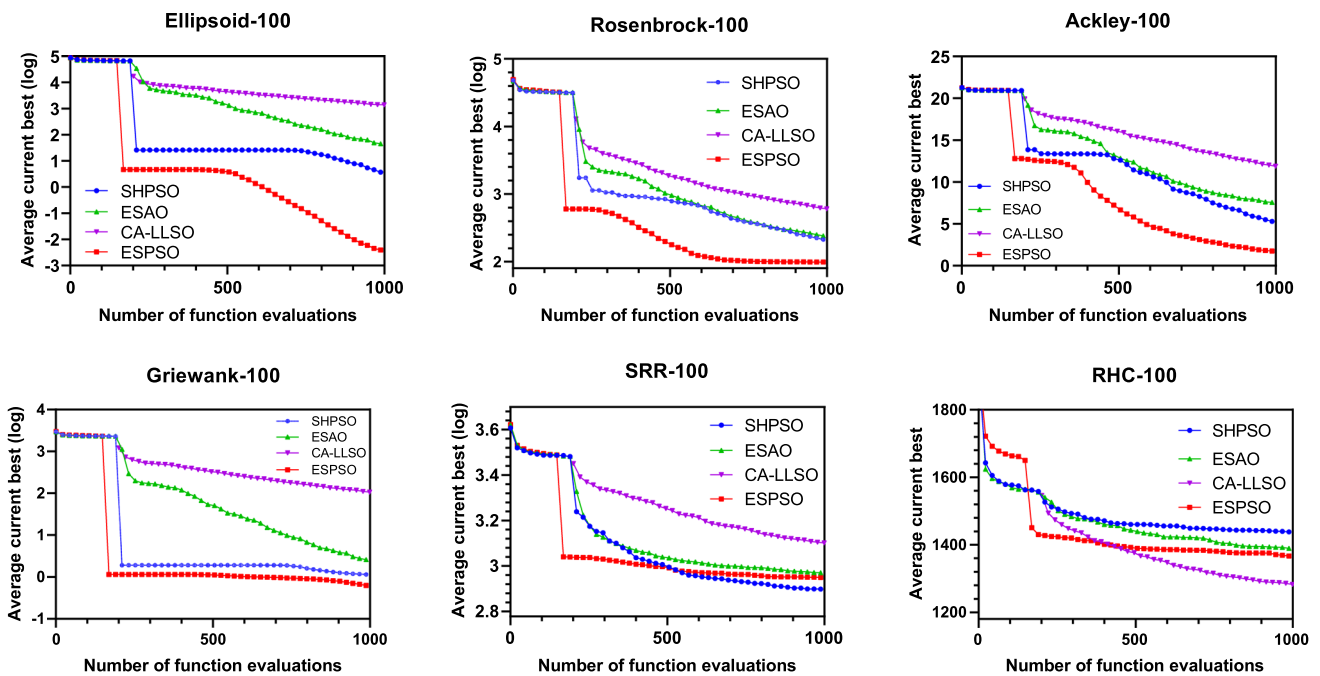 Ellipsoid-100
Average current best (log)
5
4
3
2
1
0
-1
-2
-3
SHPSO
ESAO
CA-LLSO
ESPSO
0
500
1000
Number of function evaluations
Rosenbrock-100
Average current best (log)
5
4
3
2
SHPSO
ESAO
CA-LLSO
ESPSO
0
500
1000
Number of function evaluations
Ackley-100
Average current best
25
20
15
10
5
0
SHPSO
ESAO
CA-LLSO
ESPSO
0
500
1000
Number of function evaluations
Griewank-100
Average current best (log)
4
3
2
1
0
-1
SHPSO
ESAO
CA-LLSO
ESPSO
0
500
1000
Number of function evaluations
SRR-100
Average current best (log)
3.6
3.4
3.2
3
2.8
SHPSO
ESAO
CA-LLSO
ESPSO
0
500
1000
Number of function evaluations
RHC-100
Average current best
1800
1600
1400
1200
SHPSO
ESAO
CA-LLSO
ESPSO
0
500
1000
Number of function evaluations